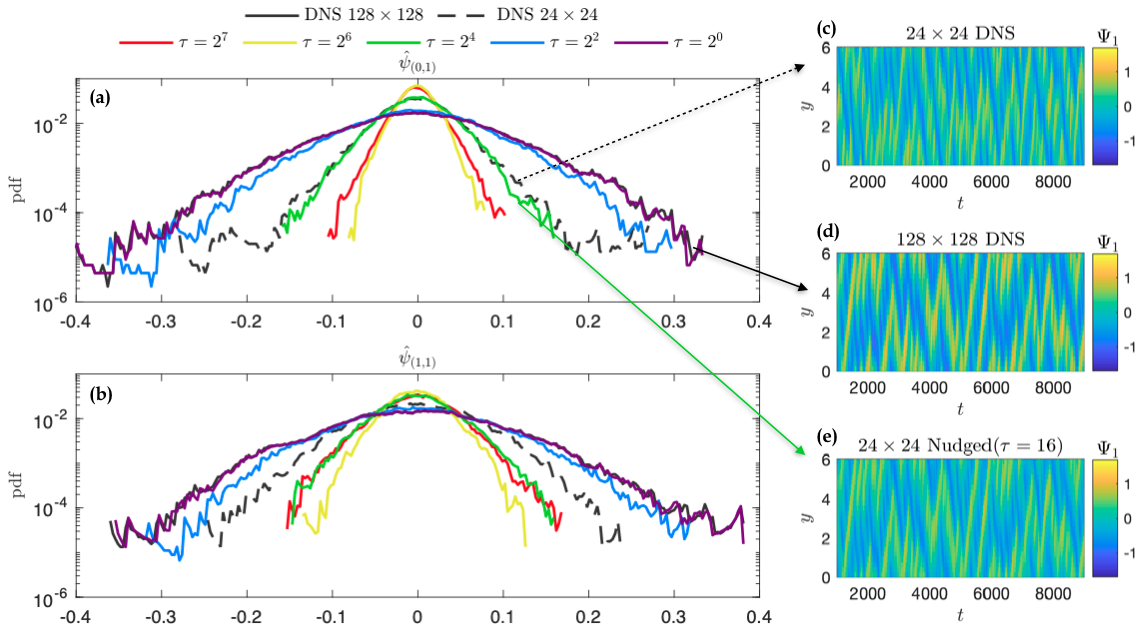 DNS 128 × 128 DNS 24 × 24
τ = 2^7 τ = 2^6 τ = 2^4 τ = 2^2 τ = 2^0
ψ̂_(0,1)
(a)
pdf
10^-2
10^-4
10^-6
-0.4 -0.3 -0.2 -0.1 0 0.1 0.2 0.3 0.4
ψ̂_(1,1)
(b)
pdf
10^-2
10^-4
10^-6
-0.4 -0.3 -0.2 -0.1 0 0.1 0.2 0.3 0.4
(c)
24 × 24 DNS
Ψ_1
y
6
4
2
0
2000 4000 6000 8000
t
1
0
-1
(d)
128 × 128 DNS
Ψ_1
y
6
4
2
0
2000 4000 6000 8000
t
1
0
-1
(e)
24 × 24 Nudged(τ = 16)
Ψ_1
y
6
4
2
0
2000 4000 6000 8000
t
1
0
-1